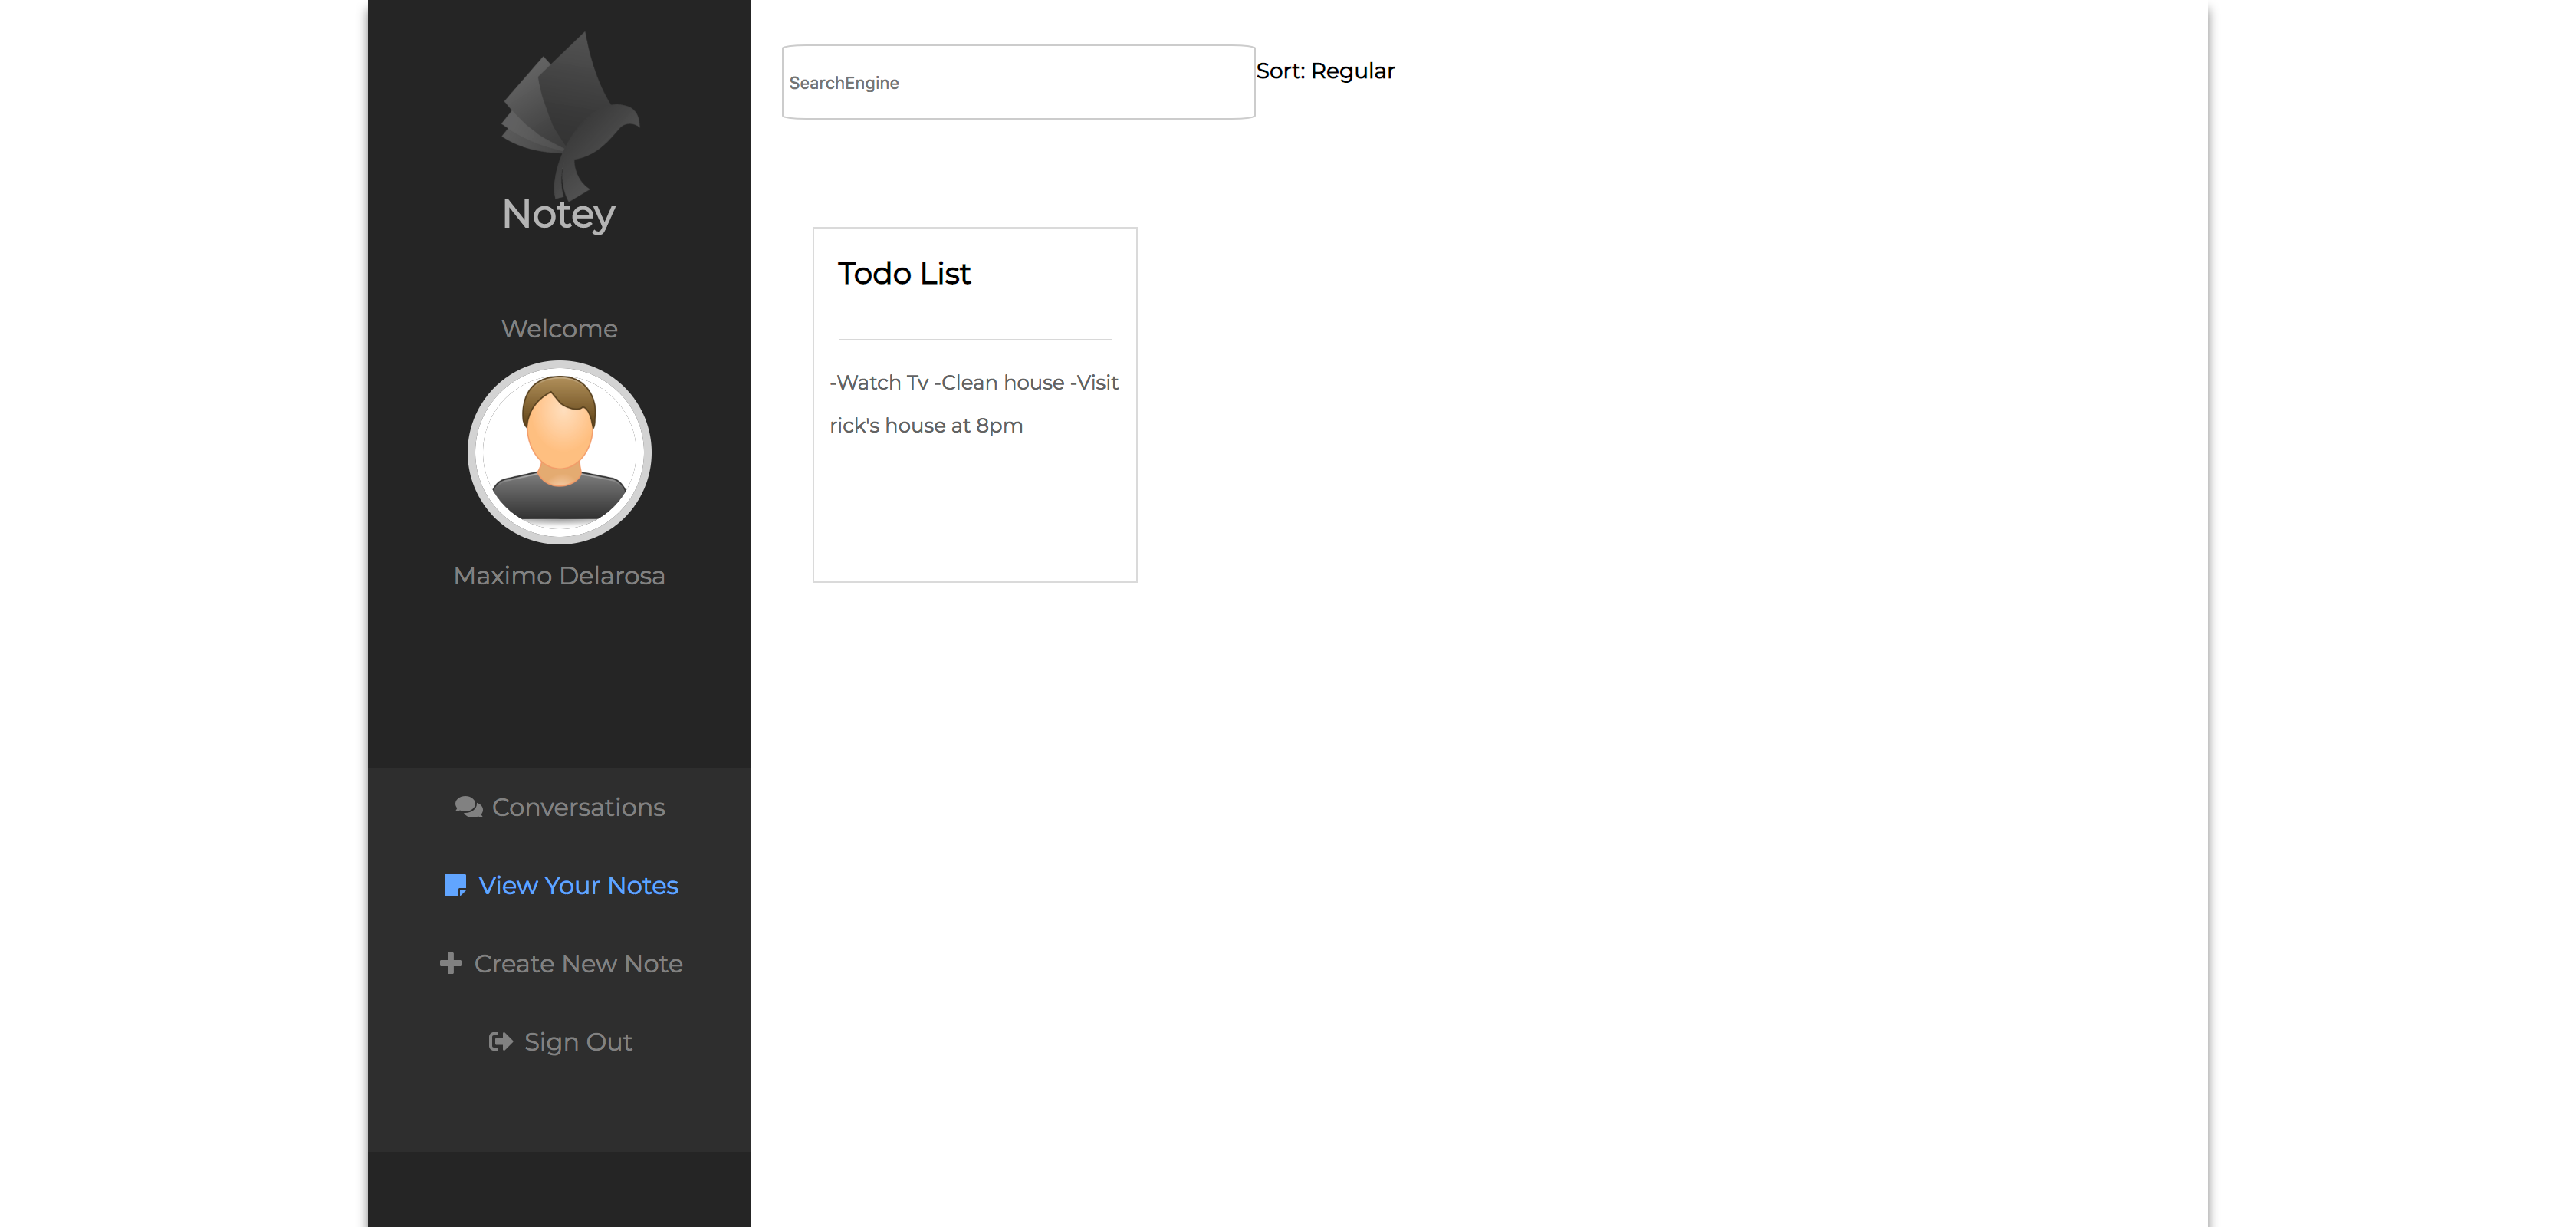 Notey
Welcome
Maximo Delarosa
Conversations
View Your Notes
Create New Note
Sign Out
SearchEngine
Sort: Regular
Todo List
-Watch Tv -Clean house -Visit
rick's house at 8pm